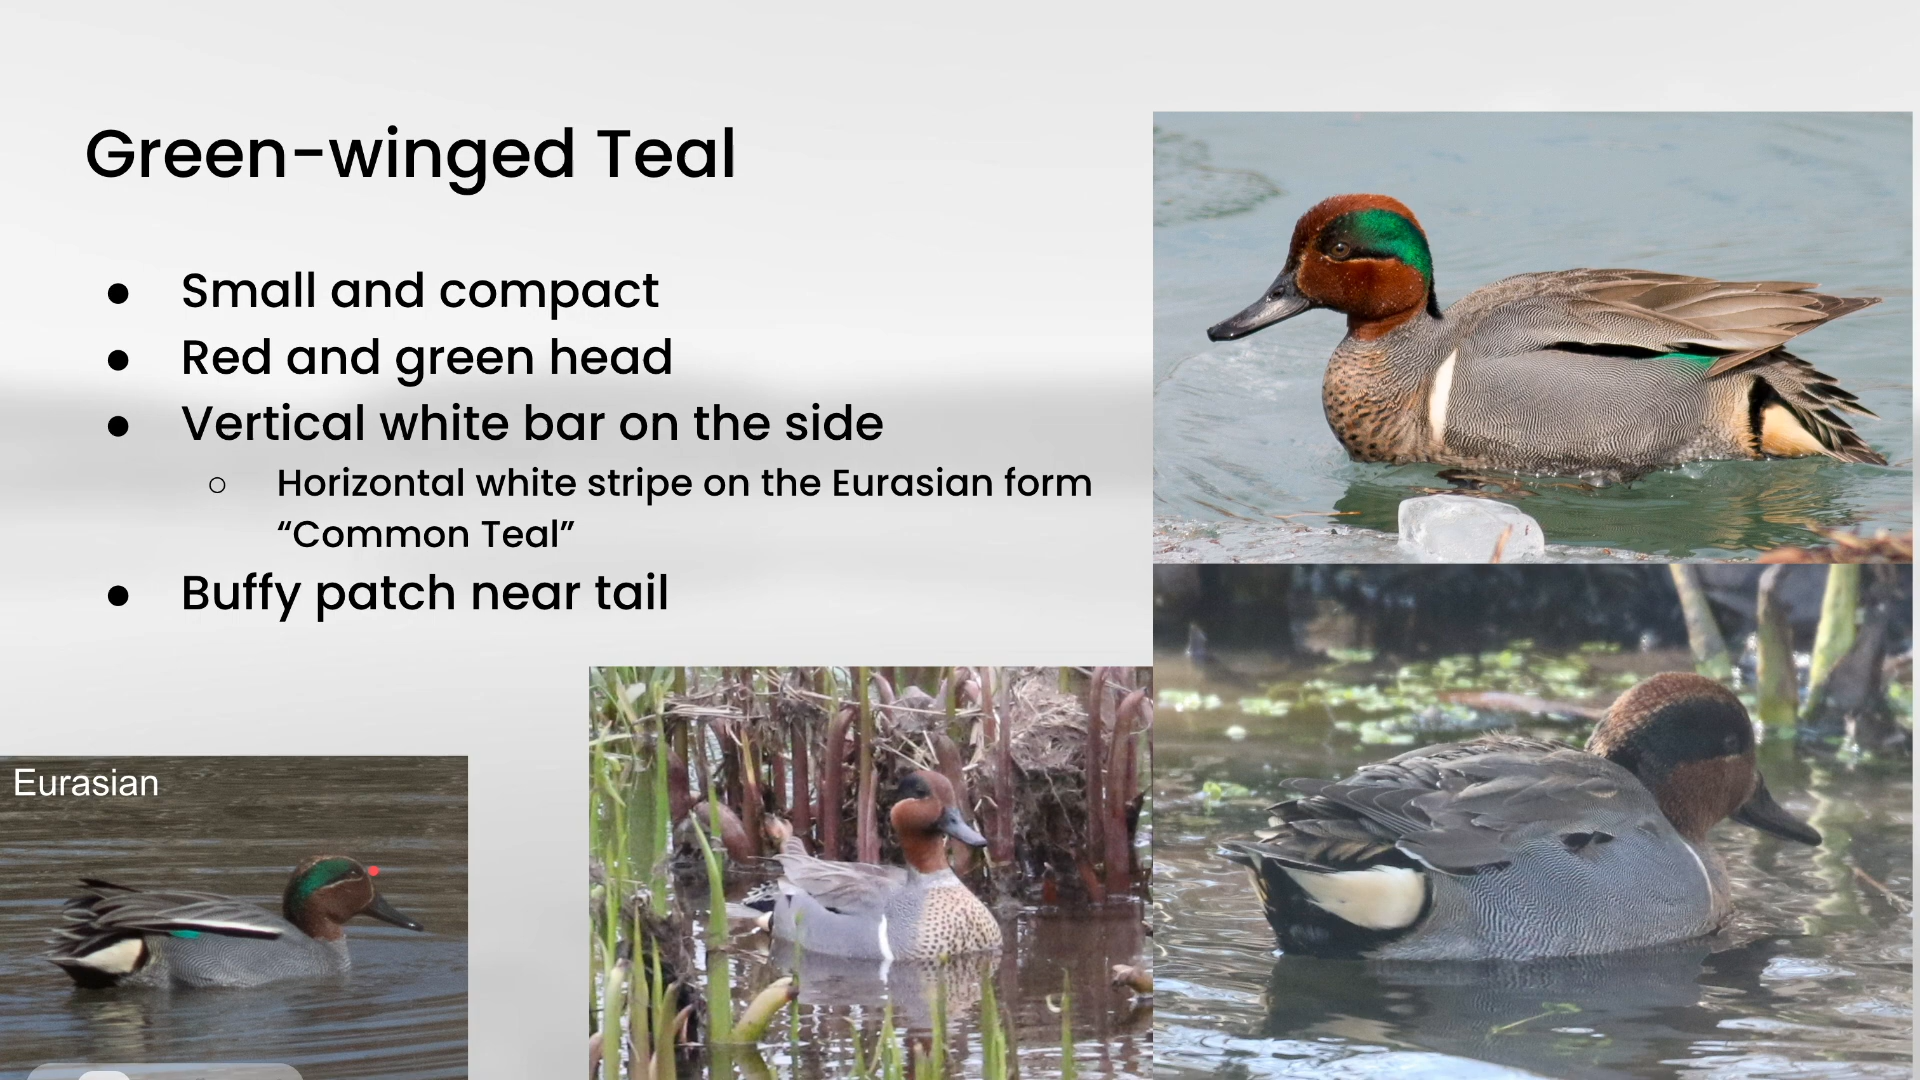 Green-winged Teal
● Small and compact
● Red and green head
● Vertical white bar on the side
○ Horizontal white stripe on the Eurasian form
“Common Teal”
● Buffy patch near tail
Eurasian